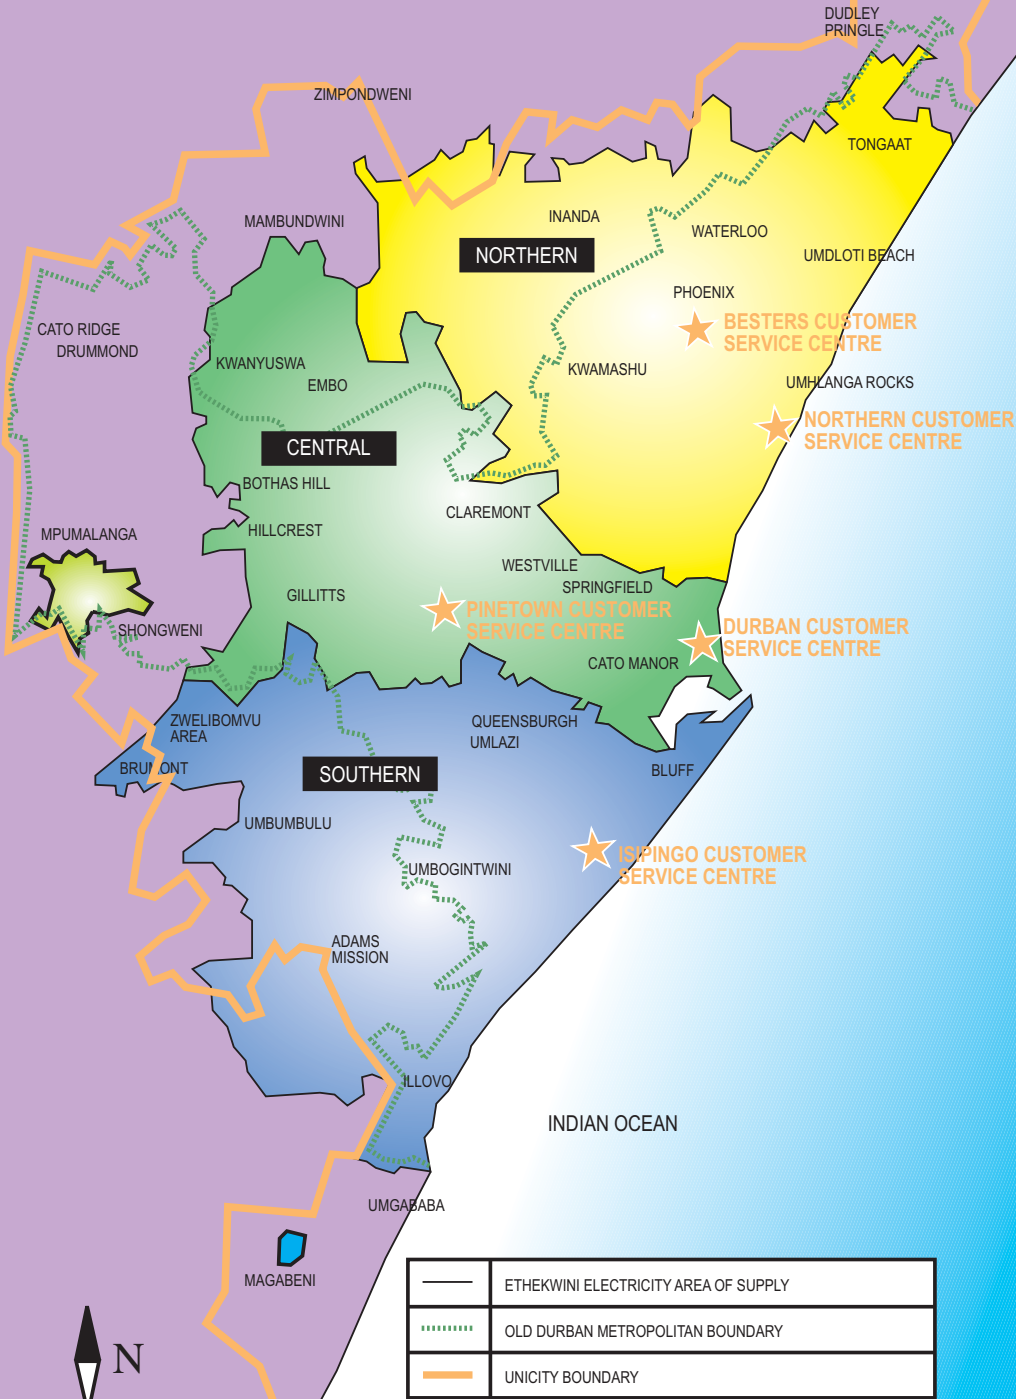 DUDLEY
PRINGLE
ZIMPONDWENI
TONGAAT
MAMBUNDWINI
INANDA
WATERLOO
NORTHERN
UMDLOTI BEACH
PHOENIX
BESTERS CUSTOMER
SERVICE CENTRE
CATO RIDGE
DRUMMOND
KWANYUSWA
EMBO
KWAMASHU
UMHLANGA ROCKS
NORTHERN CUSTOMER
SERVICE CENTRE
CENTRAL
BOTHAS HILL
CLAREMONT
HILLCREST
MPUMALANGA
WESTVILLE
SPRINGFIELD
GILLITTS
PINETOWN CUSTOMER
SERVICE CENTRE
SHONGWENI
DURBAN CUSTOMER
SERVICE CENTRE
CATO MANOR
ZWELIBOMVU
AREA
QUEENSBURGH
UMLAZI
BRUMONT
SOUTHERN
BLUFF
UMBUMBULU
ISIPINGO CUSTOMER
SERVICE CENTRE
UMBOGINTWINI
ADAMS
MISSION
ILLOVO
INDIAN OCEAN
UMGABABA
MAGABENI
ETHEKWINI ELECTRICITY AREA OF SUPPLY
OLD DURBAN METROPOLITAN BOUNDARY
UNICITY BOUNDARY
N